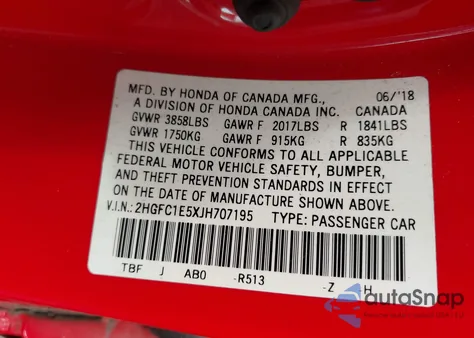 MFD. BY HONDA OF CANADA MFG., 06/'18
A DIVISION OF HONDA CANADA INC. CANADA
GVWR 3858LBS GAWR F 2017LBS R 1841LBS
GVWR 1750KG GAWR F 915KG R 835KG
THIS VEHICLE CONFORMS TO ALL APPLICABLE
FEDERAL MOTOR VEHICLE SAFETY, BUMPER,
AND THEFT PREVENTION STANDARDS IN EFFECT
ON THE DATE OF MANUFACTURE SHOWN ABOVE.
V.I.N.: 2HGFC1E5XJH707195 TYPE: PASSENGER CAR
TBF J AB0 -R513 -Z H
autoSnap